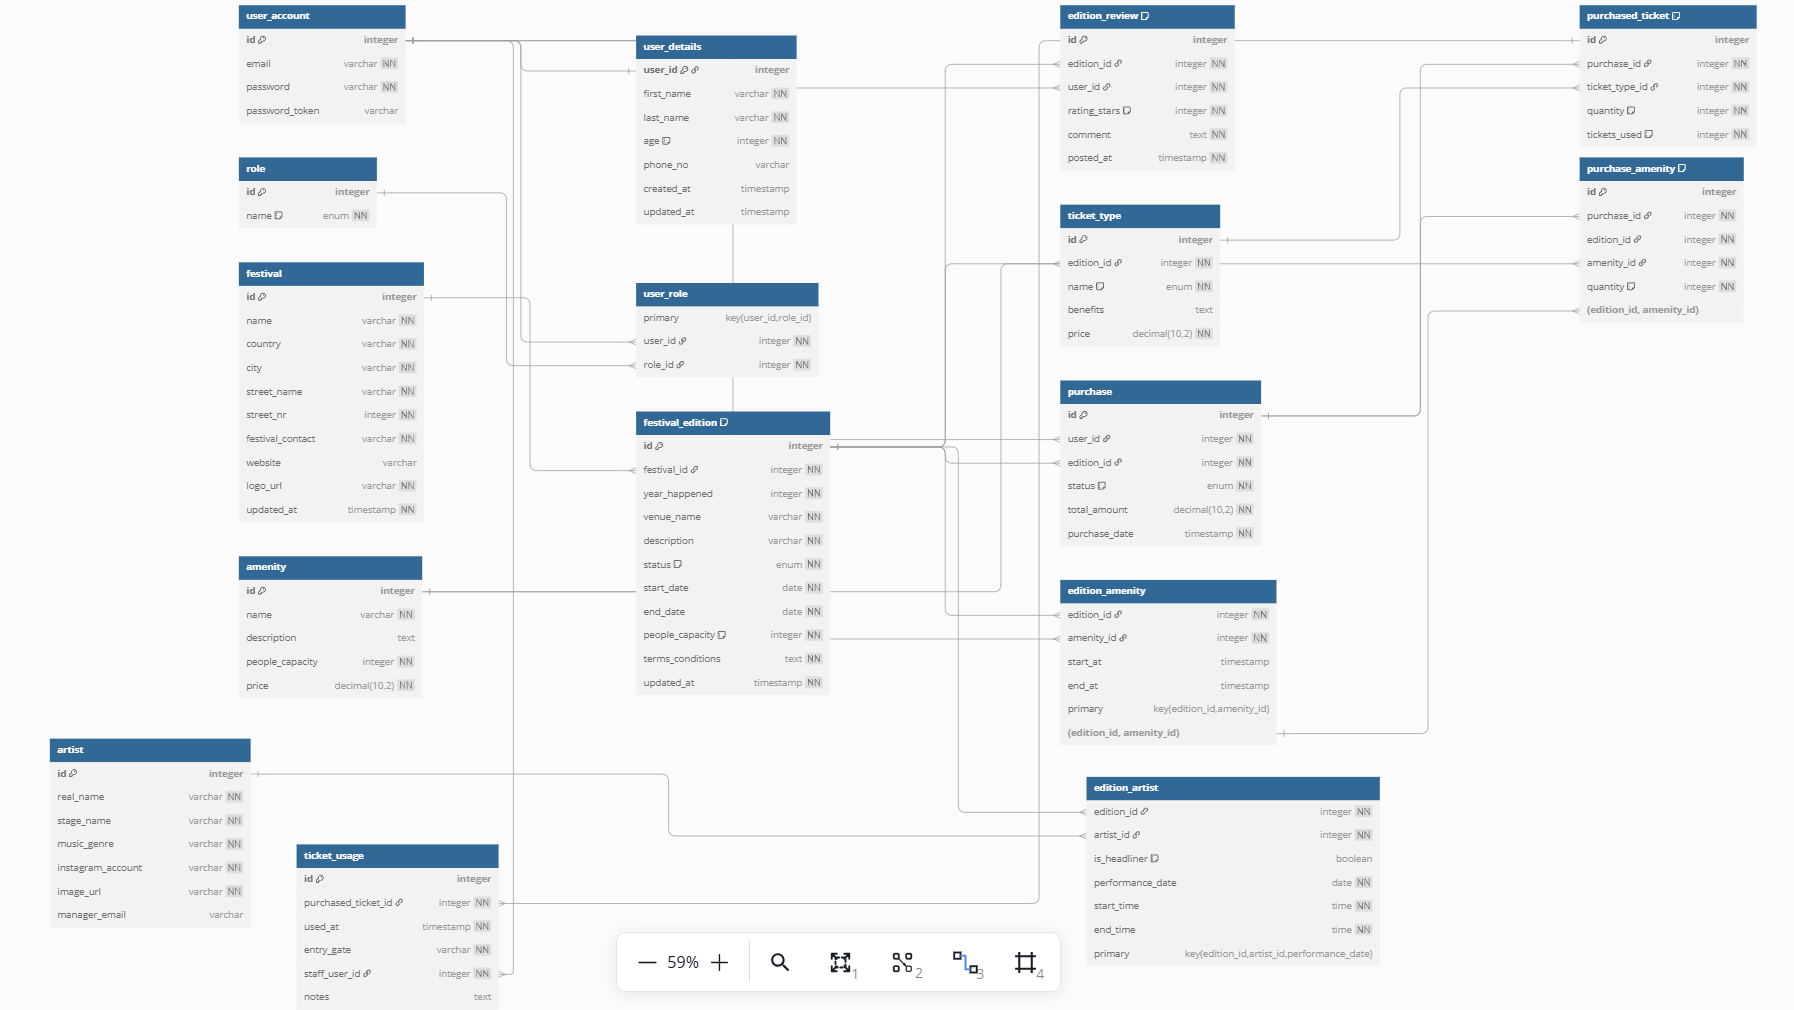 user_account
id integer
email varchar NN
password varchar NN
password_token varchar
role
id integer
name enum NN
festival
id integer
name varchar NN
country varchar NN
city varchar NN
street_name varchar NN
street_nr integer NN
festival_contact varchar NN
website varchar
logo_url varchar NN
updated_at timestamp NN
amenity
id integer
name varchar NN
description text
people_capacity integer NN
price decimal(10,2) NN
artist
id integer
real_name varchar NN
stage_name varchar NN
music_genre varchar NN
instagram_account varchar NN
image_url varchar NN
manager_email varchar
ticket_usage
id integer
purchased_ticket_id integer NN
used_at timestamp NN
entry_gate varchar NN
staff_user_id integer NN
notes text
user_details
user_id integer
first_name varchar NN
last_name varchar NN
age integer NN
phone_no varchar
created_at timestamp
updated_at timestamp
user_role
primary key(user_id,role_id)
user_id integer NN
role_id integer NN
festival_edition
id integer
festival_id integer NN
year_happened integer NN
venue_name varchar NN
description varchar NN
status enum NN
start_date date NN
end_date date NN
people_capacity integer NN
terms_conditions text NN
updated_at timestamp NN
edition_review
id integer
edition_id integer NN
user_id integer NN
rating_stars integer NN
comment text NN
posted_at timestamp NN
ticket_type
id integer
edition_id integer NN
name enum NN
benefits text
price decimal(10,2) NN
purchase
id integer
user_id integer NN
edition_id integer NN
status enum NN
total_amount decimal(10,2) NN
purchase_date timestamp NN
edition_amenity
edition_id integer NN
amenity_id integer NN
start_at timestamp
end_at timestamp
primary key(edition_id,amenity_id)
(edition_id, amenity_id)
edition_artist
edition_id integer NN
artist_id integer NN
is_headliner boolean
performance_date date NN
start_time time NN
end_time time NN
primary key(edition_id,artist_id,performance_date)
purchased_ticket
id integer
purchase_id integer NN
ticket_type_id integer NN
quantity integer NN
tickets_used integer NN
purchase_amenity
id integer
purchase_id integer NN
edition_id integer NN
amenity_id integer NN
quantity integer NN
(edition_id, amenity_id)
59% 1 2 3 4